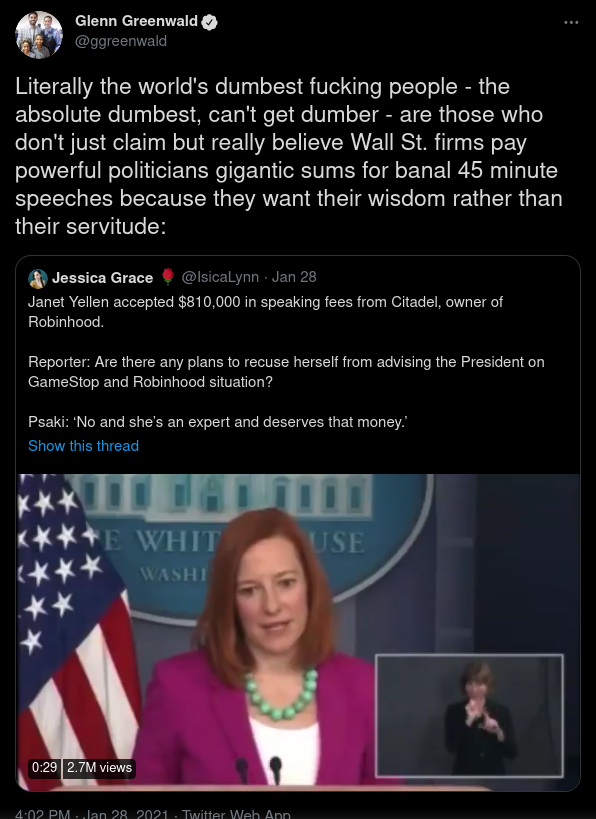 Glenn Greenwald
@ggreenwald
Literally the world's dumbest fucking people - the
absolute dumbest, can't get dumber - are those who
don't just claim but really believe Wall St. firms pay
powerful politicians gigantic sums for banal 45 minute
speeches because they want their wisdom rather than
their servitude:
Jessica Grace 🌹 @IsicaLynn · Jan 28
Janet Yellen accepted $810,000 in speaking fees from Citadel, owner of
Robinhood.
Reporter: Are there any plans to recuse herself from advising the President on
GameStop and Robinhood situation?
Psaki: ‘No and she’s an expert and deserves that money.’
Show this thread
E WHIT USE
WASHI
0:29 2.7M views
4:02 PM · Jan 28, 2021 · Twitter Web App